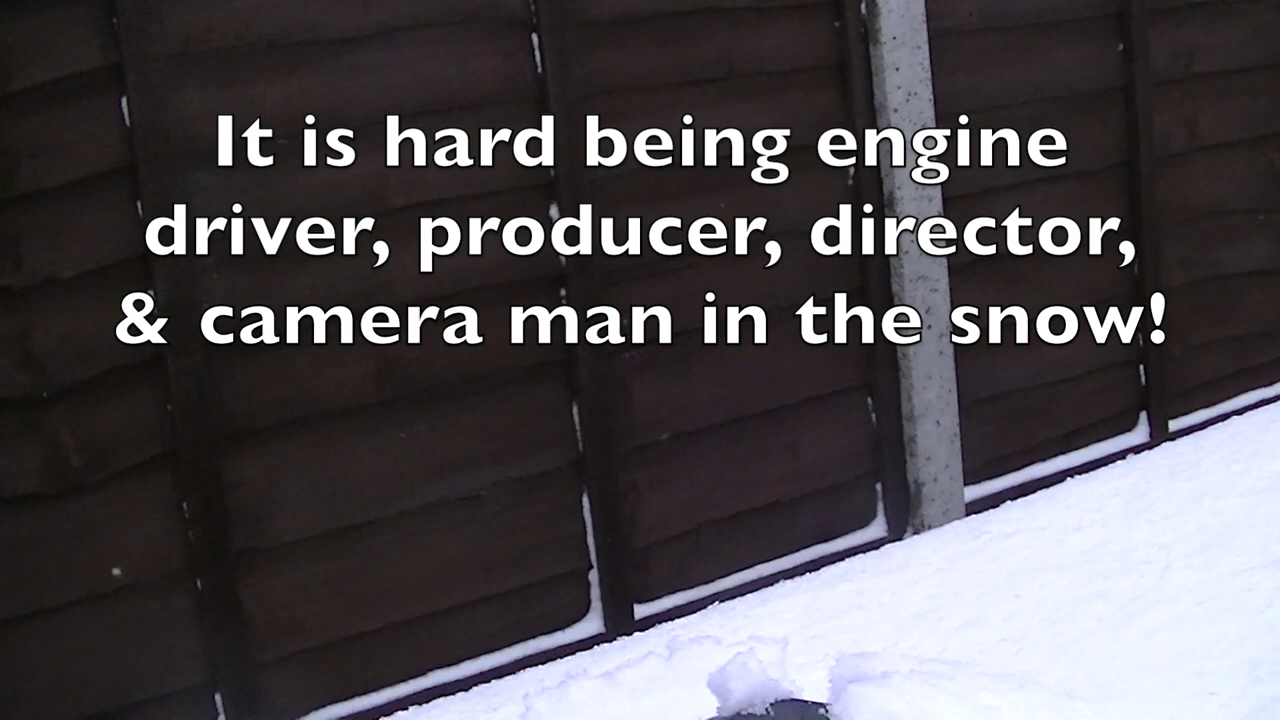 It is hard being engine
driver, producer, director,
& camera man in the snow!